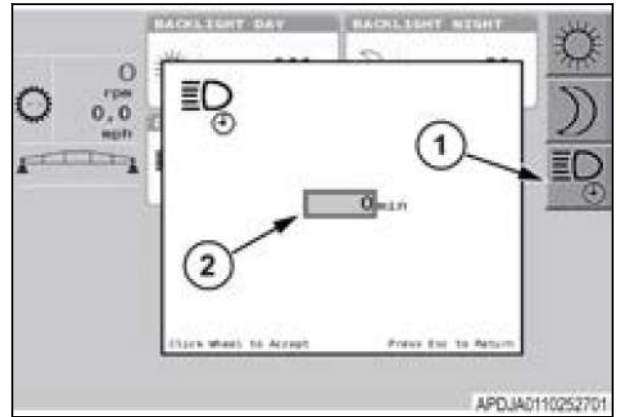 BACKLIGHT DAY
BACKLIGHT NIGHT
0
rpm
0,0
mph
1
0 min
2
Click Wheel to Accept
Press Esc to Return
APDJA0110252701